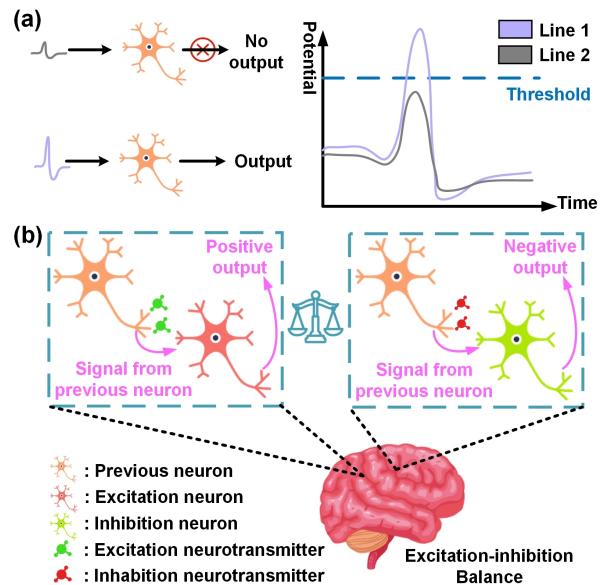 (a)
No
output
Output
Potential
Line 1
Line 2
Threshold
Time
(b)
Positive
output
Signal from
previous neuron
Negative
output
Signal from
previous neuron
: Previous neuron
: Excitation neuron
: Inhibition neuron
: Excitation neurotransmitter
: Inhabition neurotransmitter
Excitation-inhibition
Balance